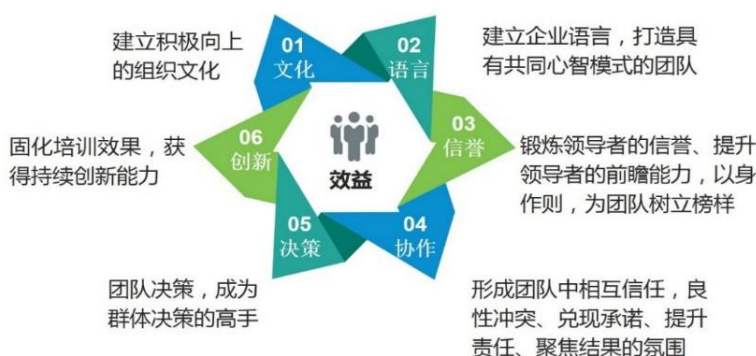 建立积极向上
的组织文化
01
文化
02
语言
建立企业语言，打造具
有共同心智模式的团队
固化培训效果，获
得持续创新能力
06
创新
效益
03
信誉
锻炼领导者的信誉、提升
领导者的前瞻能力，以身
作则，为团队树立榜样
团队决策，成为
群体决策的高手
05
决策
04
协作
形成团队中相互信任，良
性冲突、兑现承诺、提升
责任、聚焦结果的氛围